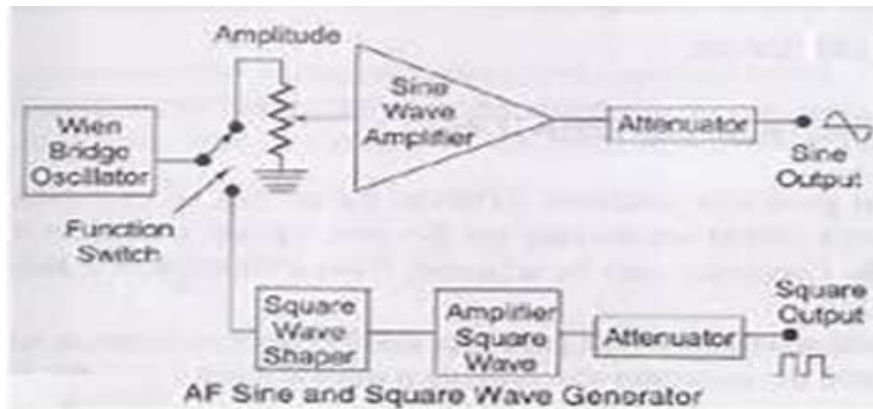 Amplitude
Wien
Bridge
Oscillator
Sine
Wave
Amplifier
Attenuator
Sine
Output
Function
Switch
Square
Wave
Shaper
Amplifier
Square
Wave
Attenuator
Square
Output
AF Sine and Square Wave Generator